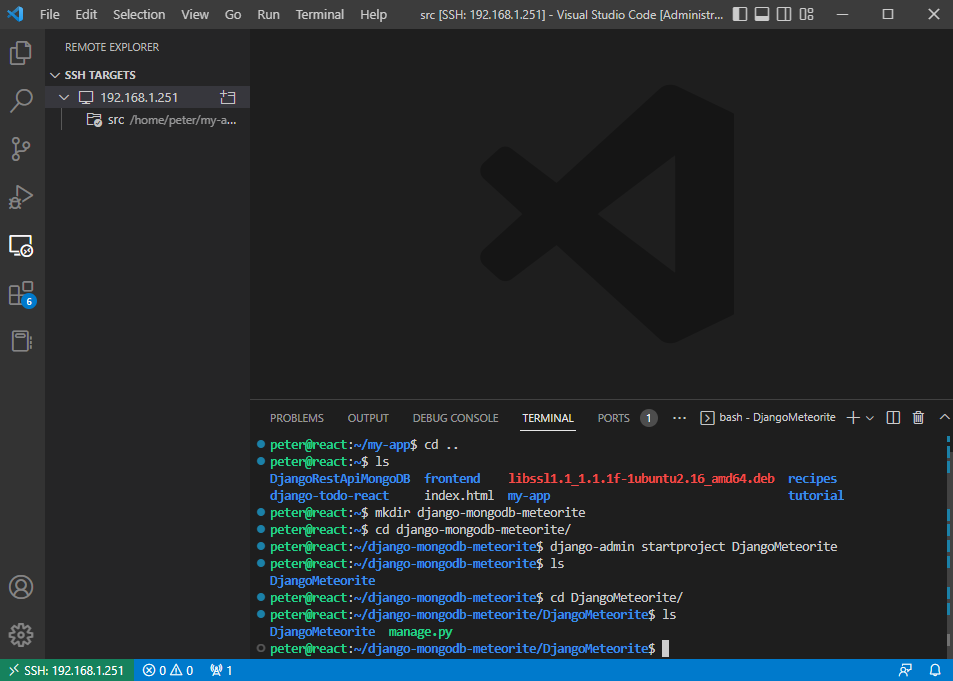 File Edit Selection View Go Run Terminal Help src [SSH: 192.168.1.251] - Visual Studio Code [Administr...
REMOTE EXPLORER
SSH TARGETS
192.168.1.251
src /home/peter/my-a...
6
PROBLEMS OUTPUT DEBUG CONSOLE TERMINAL PORTS 1 ... bash - DjangoMeteorite
peter@react:~/my-app$ cd ..
peter@react:~$ ls
DjangoRestApiMongoDB frontend libssl1.1_1.1.1f-1ubuntu2.16_amd64.deb recipes
django-todo-react index.html my-app tutorial
peter@react:~$ mkdir django-mongodb-meteorite
peter@react:~$ cd django-mongodb-meteorite/
peter@react:~/django-mongodb-meteorite$ django-admin startproject DjangoMeteorite
peter@react:~/django-mongodb-meteorite$ ls
DjangoMeteorite
peter@react:~/django-mongodb-meteorite$ cd DjangoMeteorite/
peter@react:~/django-mongodb-meteorite/DjangoMeteorite$ ls
DjangoMeteorite manage.py
peter@react:~/django-mongodb-meteorite/DjangoMeteorite$
SSH: 192.168.1.251 0 0 1